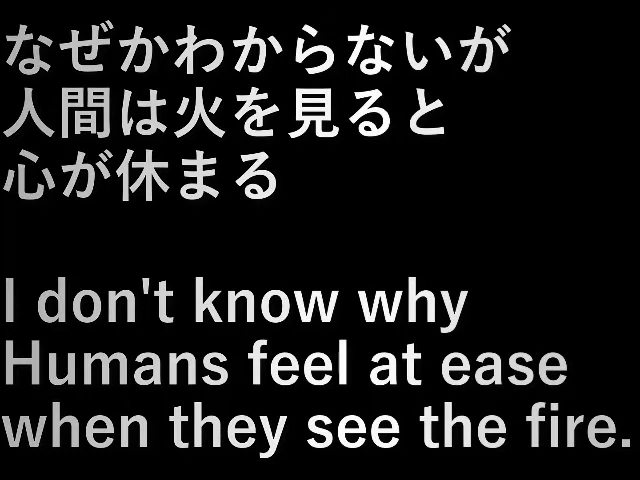 なぜかわからないが
人間は火を見ると
心が休まる
I don't know why
Humans feel at ease
when they see the fire.